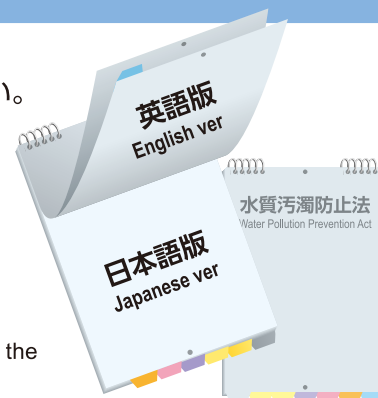 い。
英語版
English ver
水質汚濁防止法
Water Pollution Prevention Act
日本語版
Japanese ver
the